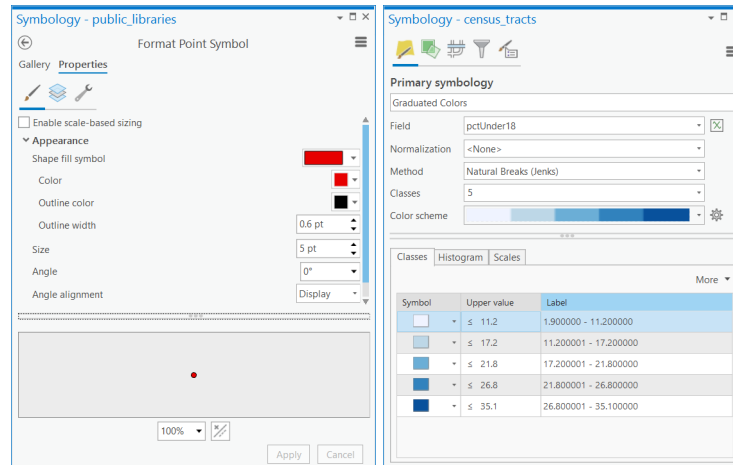 Symbology - public_libraries
Format Point Symbol
Gallery Properties
Enable scale-based sizing
Appearance
Shape fill symbol
Color
Outline color
Outline width 0.6 pt
Size 5 pt
Angle 0°
Angle alignment Display
100%
Apply Cancel
Symbology - census_tracts
Primary symbology
Graduated Colors
Field pctUnder18
Normalization <None>
Method Natural Breaks (Jenks)
Classes 5
Color scheme
Classes Histogram Scales
More
Symbol Upper value Label
≤ 11.2 1.900000 - 11.200000
≤ 17.2 11.200001 - 17.200000
≤ 21.8 17.200001 - 21.800000
≤ 26.8 21.800001 - 26.800000
≤ 35.1 26.800001 - 35.100000